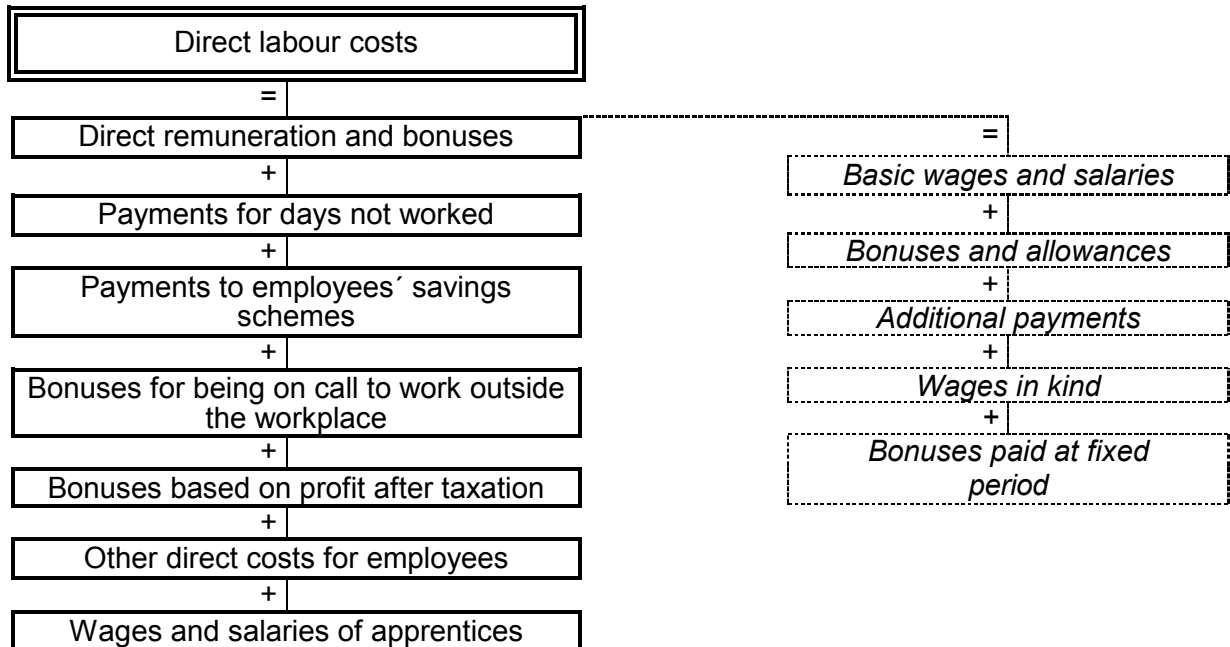 Direct labour costs
=
Direct remuneration and bonuses
+
Payments for days not worked
+
Payments to employees´ savings
schemes
+
Bonuses for being on call to work outside
the workplace
+
Bonuses based on profit after taxation
+
Other direct costs for employees
+
Wages and salaries of apprentices
=
Basic wages and salaries
+
Bonuses and allowances
+
Additional payments
+
Wages in kind
+
Bonuses paid at fixed
period